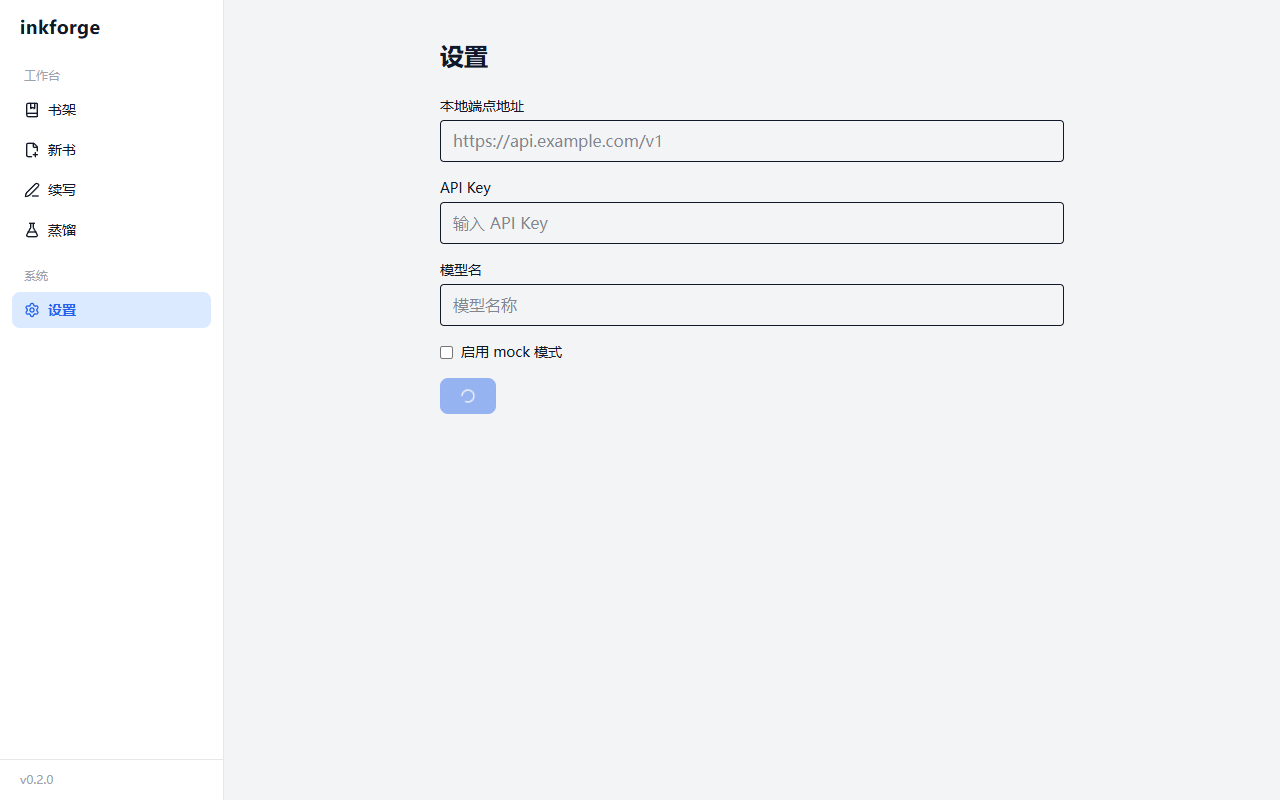 inkforge
工作台
书架
新书
续写
蒸馏
系统
设置
v0.2.0
设置
本地端点地址
https://api.example.com/v1
API Key
输入 API Key
模型名
模型名称
启用 mock 模式